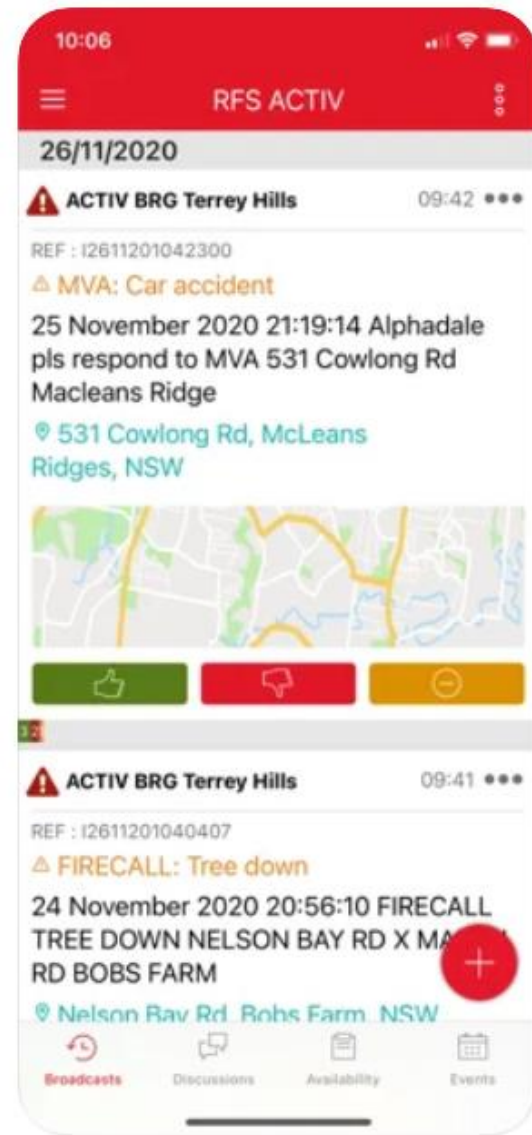 10:06
RFS ACTIV
26/11/2020
ACTIV BRG Terrey Hills 09:42
REF : I2611201042300
MVA: Car accident
25 November 2020 21:19:14 Alphadale
pls respond to MVA 531 Cowlong Rd
Macleans Ridge
531 Cowlong Rd, McLeans
Ridges, NSW
3 2
ACTIV BRG Terrey Hills 09:41
REF : I2611201040407
FIRECALL: Tree down
24 November 2020 20:56:10 FIRECALL
TREE DOWN NELSON BAY RD X
RD BOBS FARM
Nelson Bay Rd, Bobs Farm, NSW
Broadcasts Discussions Availability Events